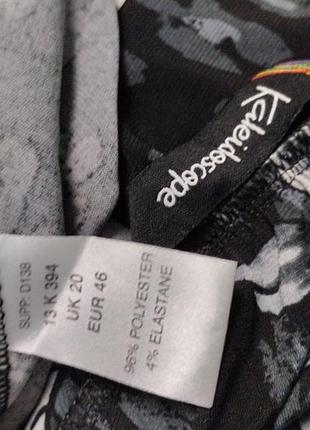 Kaleidoscope
SUPP: D138
13 K 394
UK 20
EUR 46
96% POLYESTER
4% ELASTANE